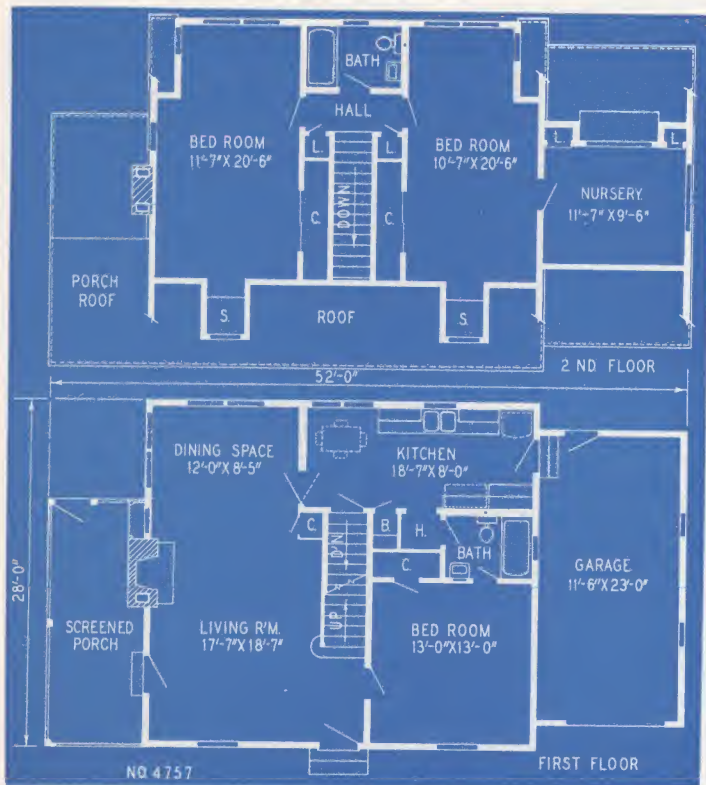 BATH
HALL
BED ROOM
11'-7" X 20'-6"
L.
L.
BED ROOM
10'-7" X 20'-6"
L.
L.
NURSERY
11'-7" X 9'-6"
C.
DOWN
C.
PORCH
ROOF
S.
ROOF
S.
2 ND. FLOOR
52'-0"
DINING SPACE
12'-0" X 8'-5"
KITCHEN
18'-7" X 8'-0"
C.
D'N
B.
H.
BATH
C.
GARAGE
11'-6" X 23'-0"
28'-0"
SCREENED
PORCH
LIVING R'M.
17'-7" X 18'-7"
UP
BED ROOM
13'-0" X 13'-0"
FIRST FLOOR
NO. 4757